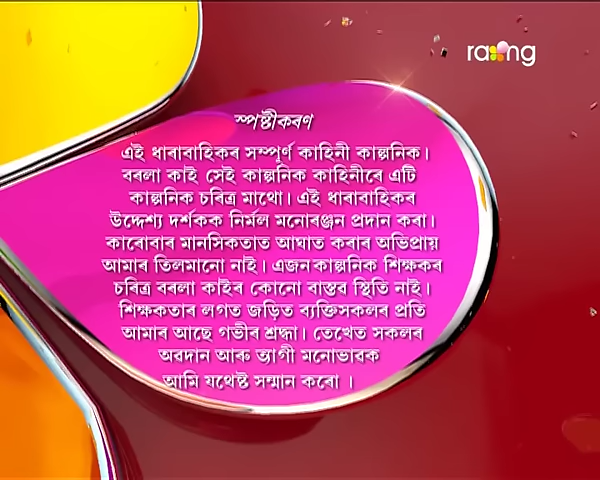 rang
স্পষ্টীকৰণ
এই ধাৰাবাহিকৰ সম্পূৰ্ণ কাহিনী কাল্পনিক।
বৰলা কাই সেই কাল্পনিক কাহিনীৰে এটি
কাল্পনিক চৰিত্ৰ মাথো। এই ধাৰাবাহিকৰ
উদ্দেশ্য দৰ্শকক নিৰ্মল মনোৰঞ্জন প্ৰদান কৰা।
কাৰোবাৰ মানসিকতাত আঘাত কৰাৰ অভিপ্ৰায়
আমাৰ তিলমানো নাই। এজন কাল্পনিক শিক্ষকৰ
চৰিত্ৰ বৰলা কাইৰ কোনো বাস্তৱ স্থিতি নাই।
শিক্ষকতাৰ লগত জড়িত ব্যক্তিসকলৰ প্ৰতি
আমাৰ আছে গভীৰ শ্ৰদ্ধা। তেখেত সকলৰ
অৱদান আৰু ত্যাগী মনোভাবক
আমি যথেষ্ট সন্মান কৰো ।